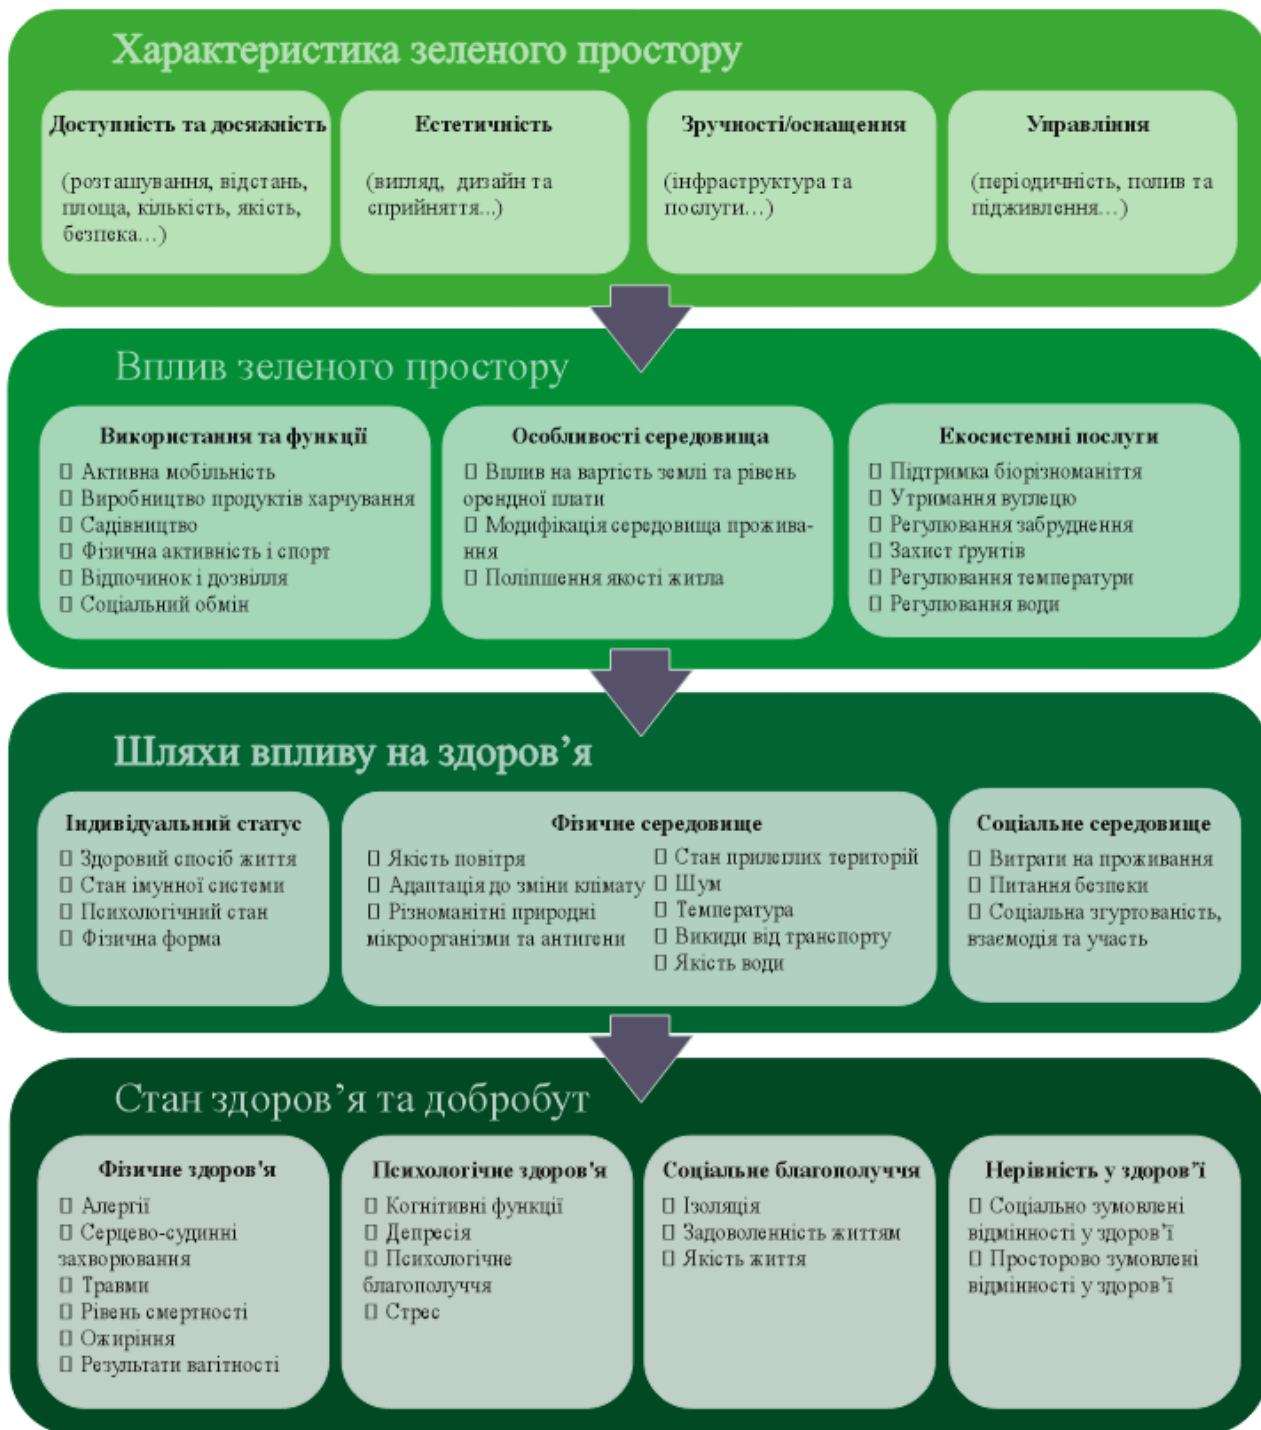 Характеристика зеленого простору
Доступність та досяжність
(розташування, відстань,
площа, кількість, якість,
безпека…)
Естетичність
(вигляд, дизайн та
сприйняття...)
Зручності/оснащення
(інфраструктура та
послуги…)
Управління
(періодичність, полив та
підживлення…)
Вплив зеленого простору
Використання та функції
Активна мобільність
Виробництво продуктів харчування
Садівництво
Фізична активність і спорт
Відпочинок і дозвілля
Соціальний обмін
Особливості середовища
Вплив на вартість землі та рівень
орендної плати
Модифікація середовища прожива-
ння
Поліпшення якості житла
Екосистемні послуги
Підтримка біорізноманіття
Утримання вуглецю
Регулювання забруднення
Захист ґрунтів
Регулювання температури
Регулювання води
Шляхи впливу на здоров’я
Індивідуальний статус
Здоровий спосіб життя
Стан імунної системи
Психологічний стан
Фізична форма
Фізичне середовище
Якість повітря
Адаптація до зміни клімату
Різноманітні природні
мікроорганізми та антигени
Стан прилеглих територій
Шум
Температура
Викиди від транспорту
Якість води
Соціальне середовище
Витрати на проживання
Питання безпеки
Соціальна згуртованість,
взаємодія та участь
Стан здоров’я та добробут
Фізичне здоров'я
Алергії
Серцево-судинні
захворювання
Травми
Рівень смертності
Ожиріння
Результати вагітності
Психологічне здоров'я
Когнітивні функції
Депресія
Психологічне
благополуччя
Стрес
Соціальне благополуччя
Ізоляція
Задоволенність життям
Якість життя
Нерівність у здоров’ї
Соціально зумовлені
відмінності у здоров’ї
Просторово зумовлені
відмінності у здоров’ї